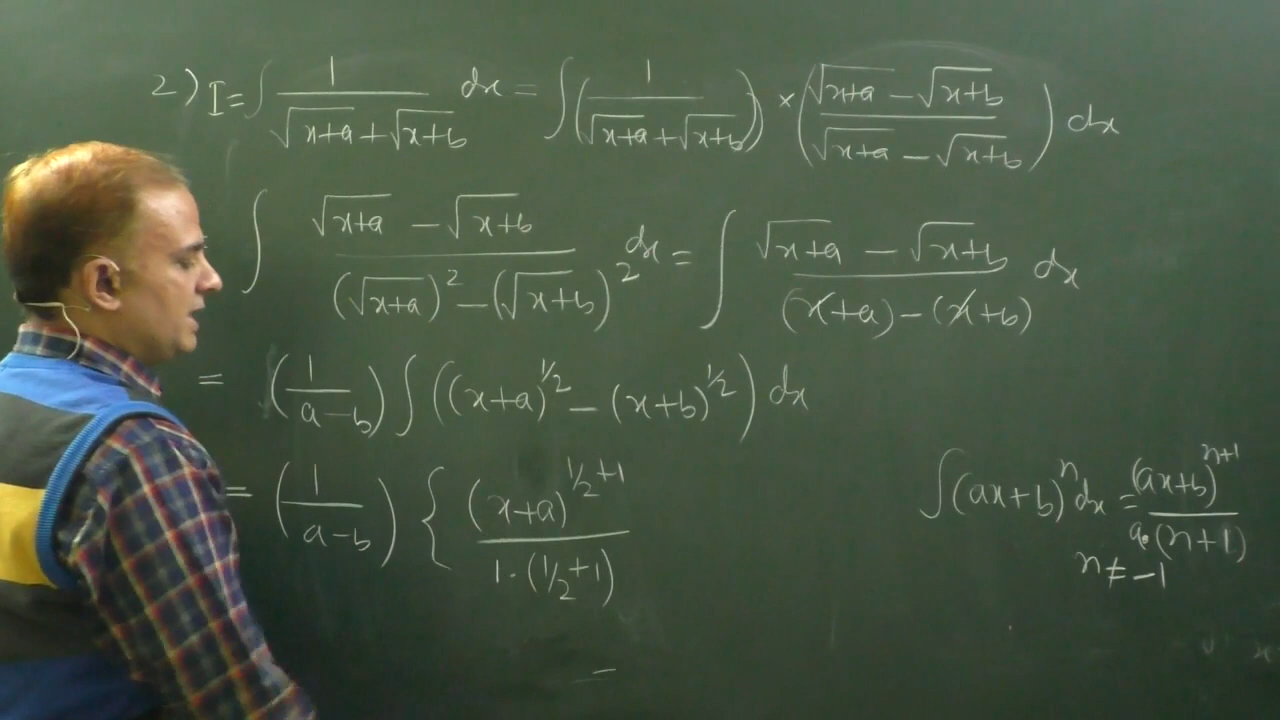 2) I = ∫ 1/(√(x+a) + √(x+b)) dx = ∫ (1/(√(x+a) + √(x+b))) × ((√(x+a) − √(x+b))/(√(x+a) − √(x+b))) dx
∫ (√(x+a) − √(x+b))/((√(x+a))² − (√(x+b))²) dx = ∫ (√(x+a) − √(x+b))/((x+a) − (x+b)) dx
= (1/(a−b)) ∫ ((x+a)^(1/2) − (x+b)^(1/2)) dx
= (1/(a−b)) { (x+a)^(1/2+1)/(1·(1/2+1))
∫ (ax+b)^n dx = (ax+b)^(n+1)/(a·(n+1))
n ≠ −1